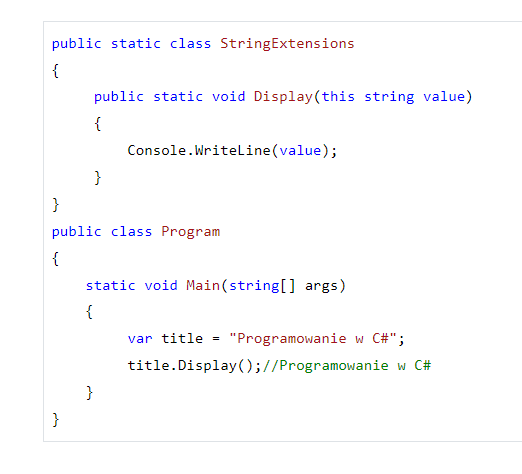 public static class StringExtensions
{
public static void Display(this string value)
{
Console.WriteLine(value);
}
}
public class Program
{
static void Main(string[] args)
{
var title = "Programowanie w C#";
title.Display();//Programowanie w C#
}
}